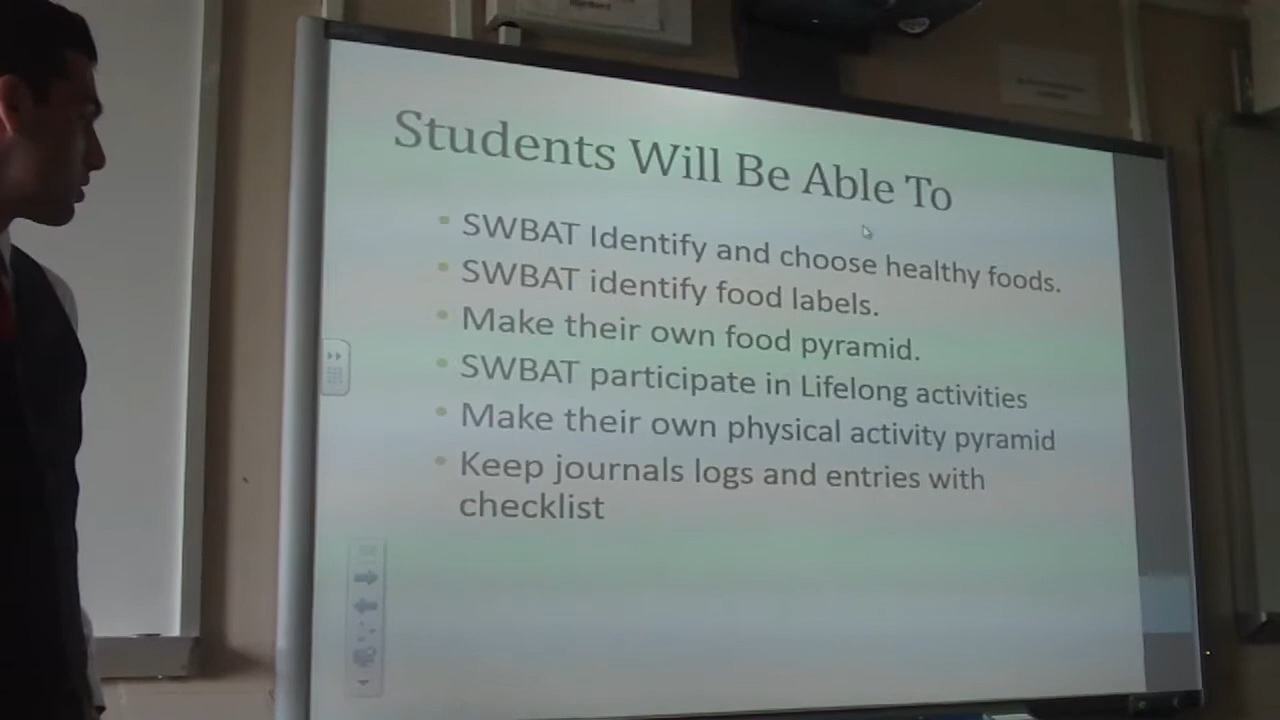 Students Will Be Able To
SWBAT Identify and choose healthy foods.
SWBAT identify food labels.
Make their own food pyramid.
SWBAT participate in Lifelong activities
Make their own physical activity pyramid
Keep journals logs and entries with
checklist